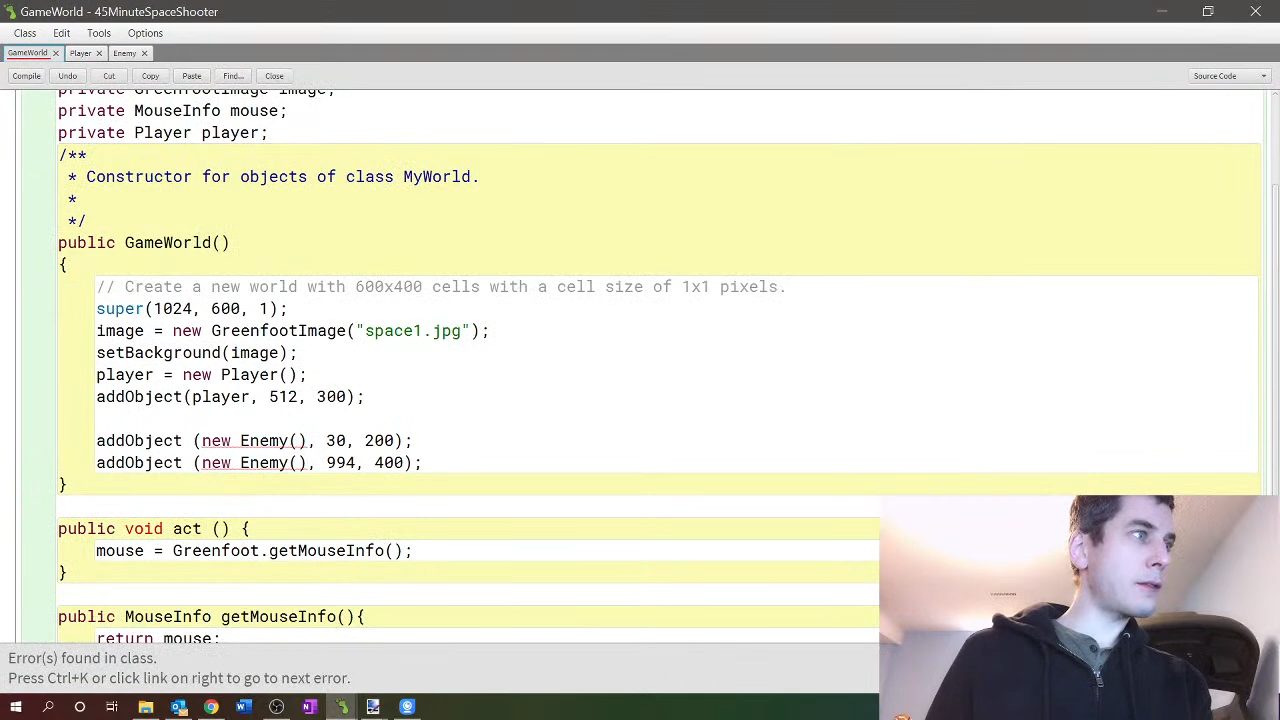 GameWorld - 45MinuteSpaceShooter
Class Edit Tools Options
GameWorld Player Enemy
Compile Undo Cut Copy Paste Find... Close Source Code
private GreenfootImage image;
private MouseInfo mouse;
private Player player;
/**
* Constructor for objects of class MyWorld.
*
*/
public GameWorld()
{
// Create a new world with 600x400 cells with a cell size of 1x1 pixels.
super(1024, 600, 1);
image = new GreenfootImage("space1.jpg");
setBackground(image);
player = new Player();
addObject(player, 512, 300);
addObject (new Enemy(), 30, 200);
addObject (new Enemy(), 994, 400);
}
public void act () {
mouse = Greenfoot.getMouseInfo();
}
public MouseInfo getMouseInfo(){
return mouse;
Error(s) found in class.
Press Ctrl+K or click link on right to go to next error.